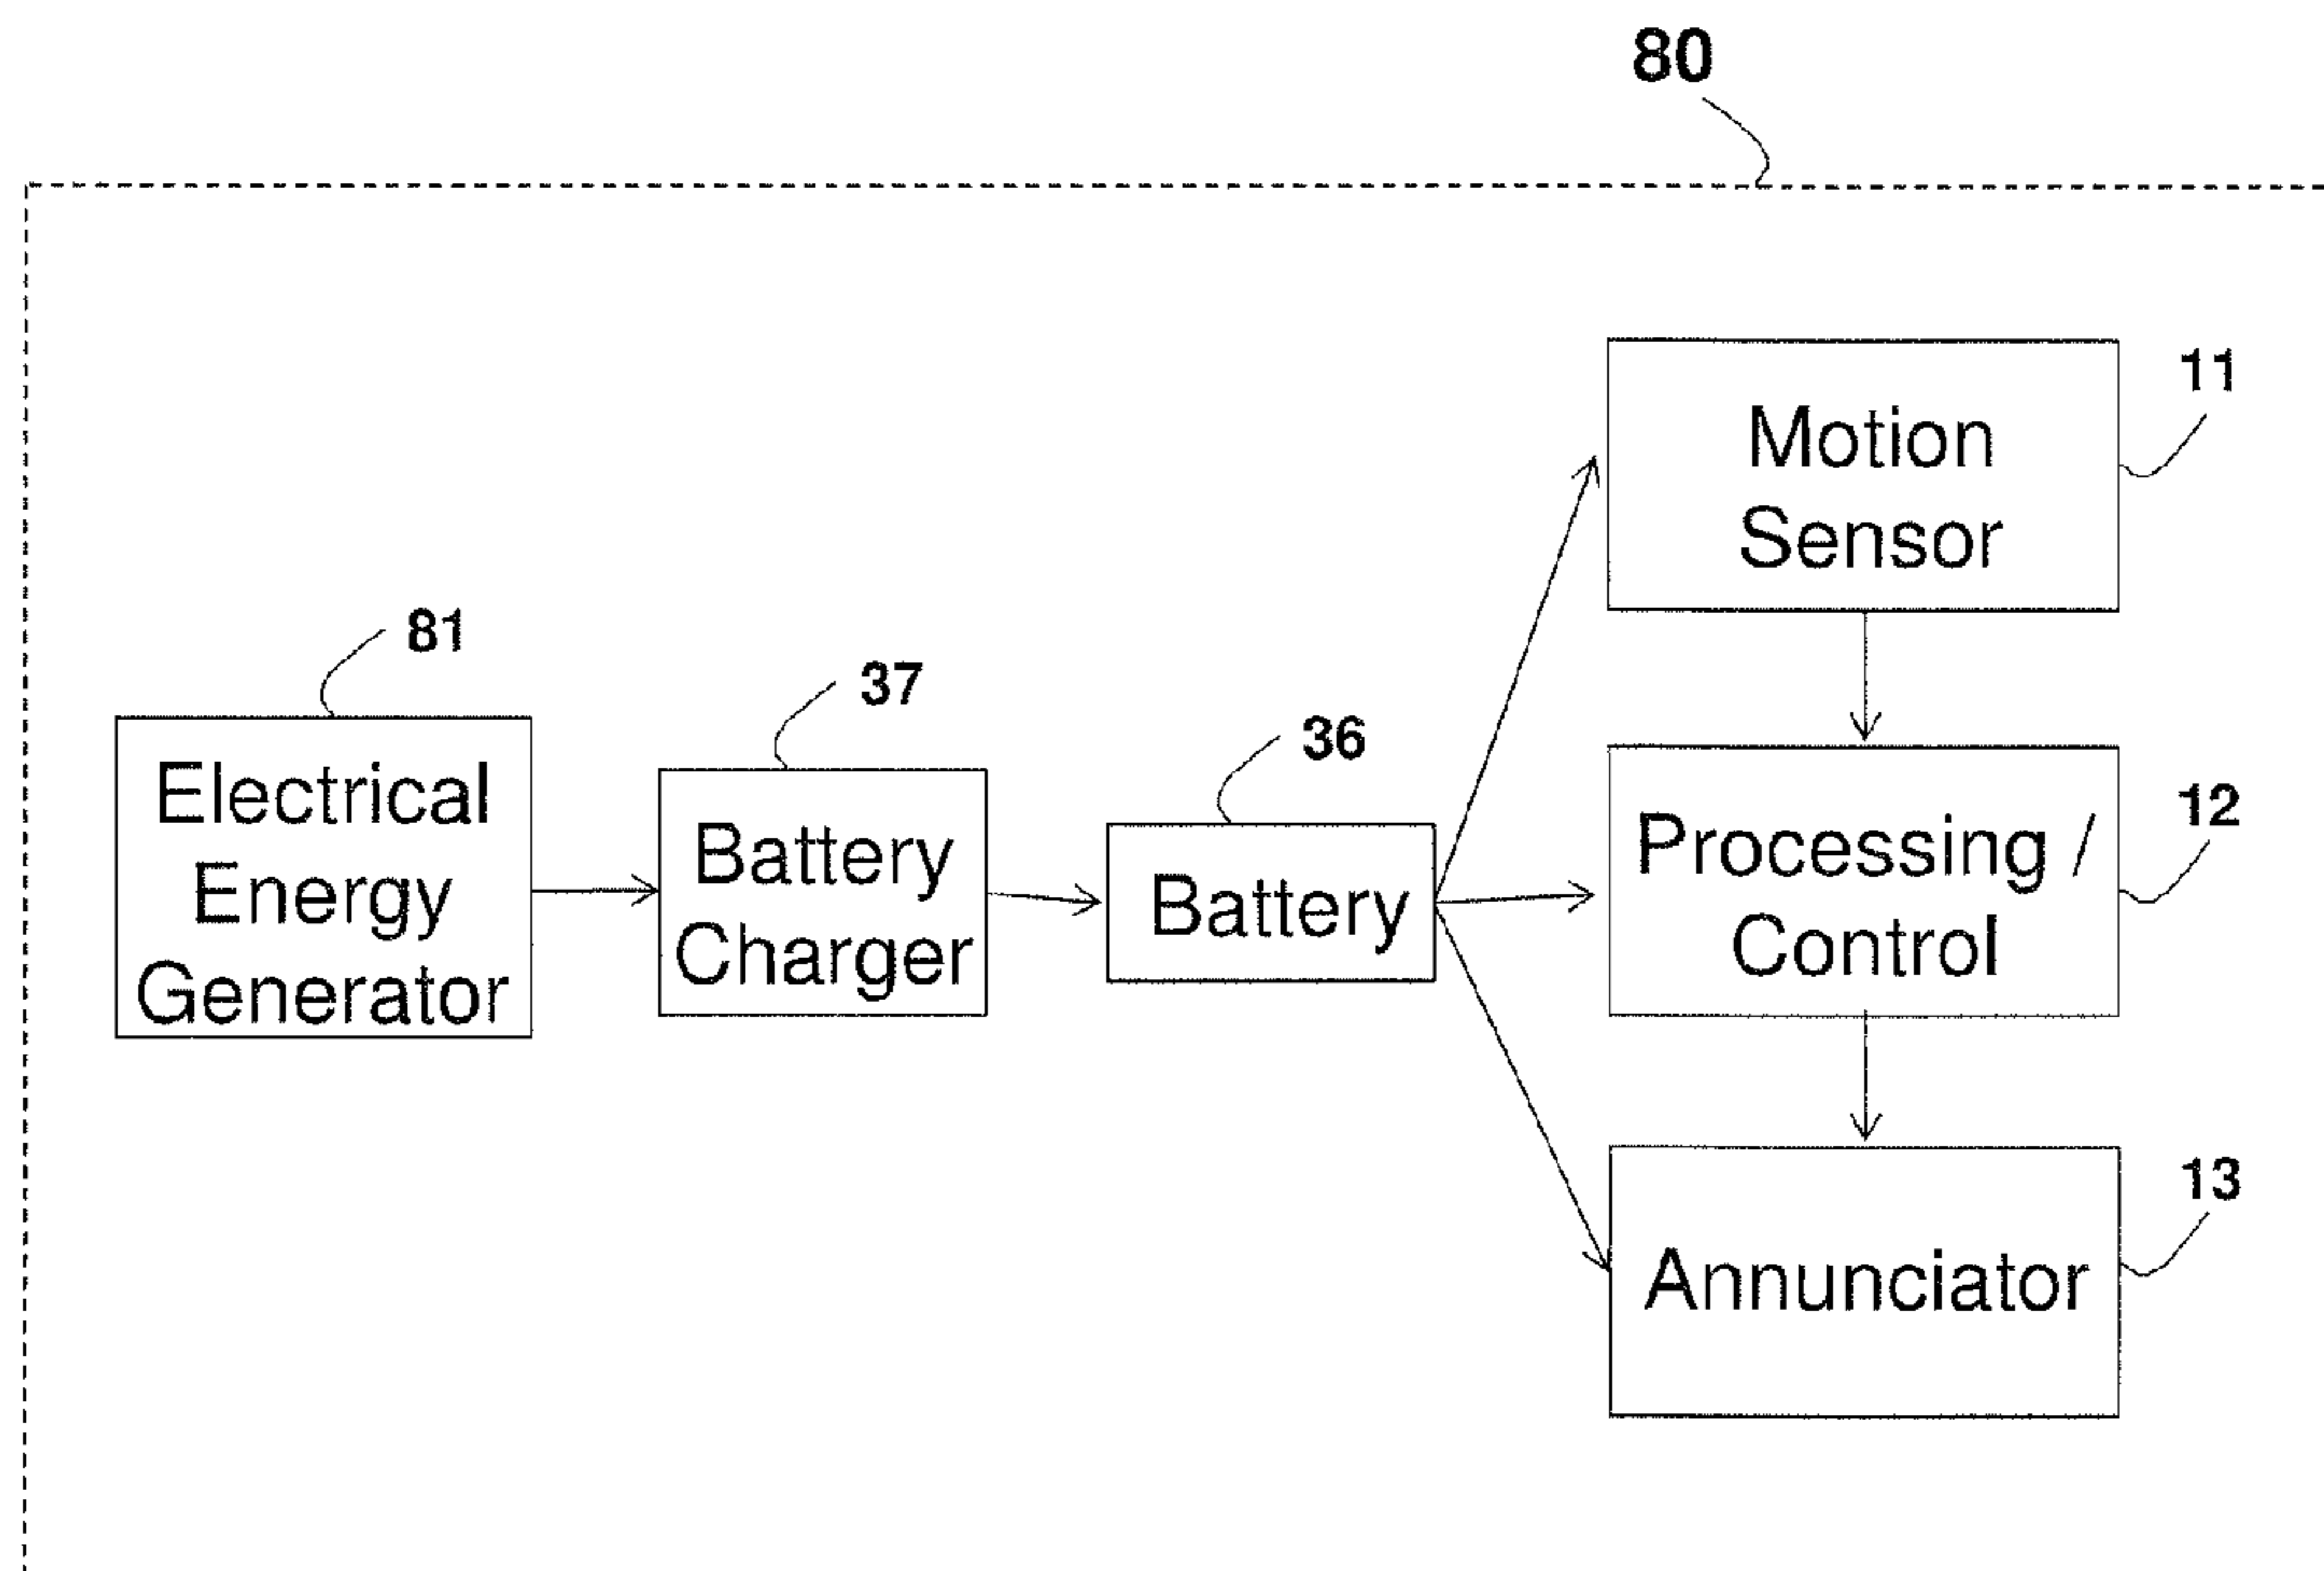 80
11
Motion
Sensor
81
Electrical
Energy
Generator
37
Battery
Charger
36
Battery
12
Processing /
Control
13
Annunciator